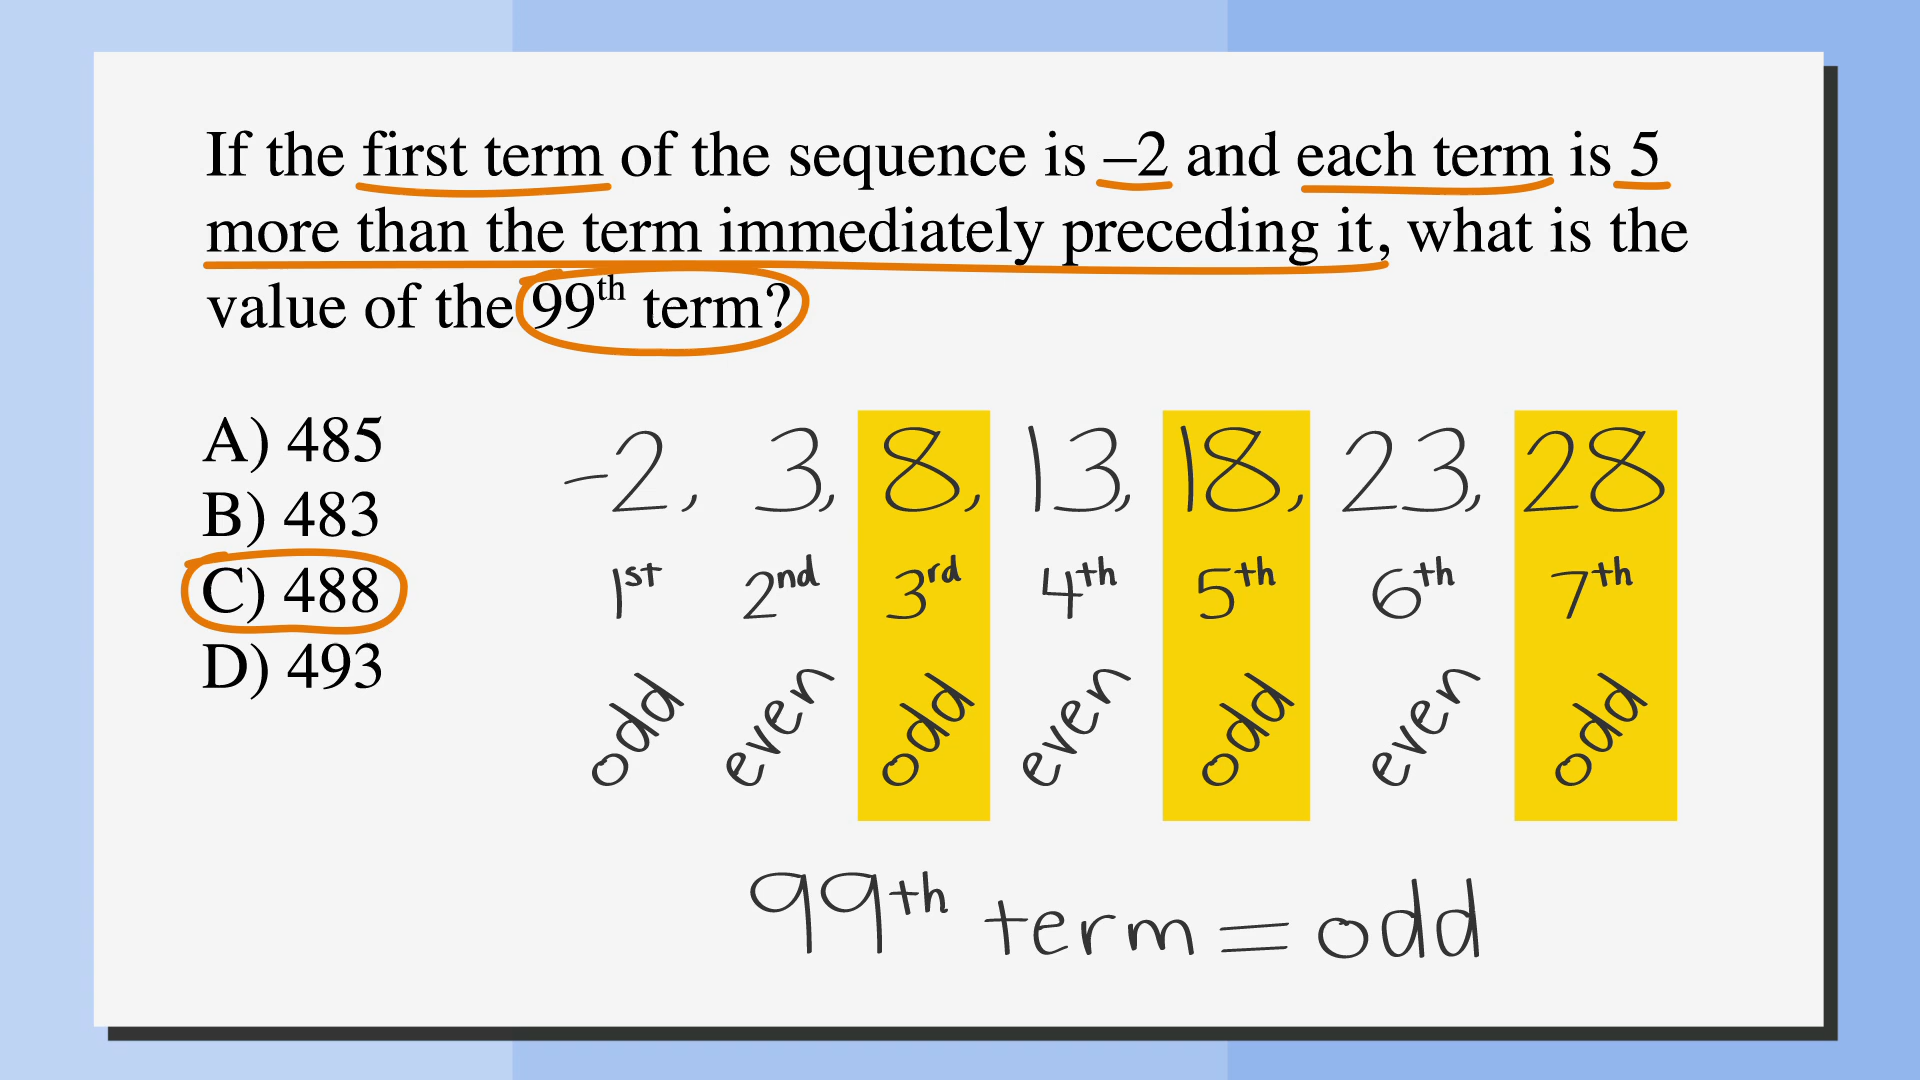 If the first term of the sequence is –2 and each term is 5
more than the term immediately preceding it, what is the
value of the 99th term?
A) 485
B) 483
C) 488
D) 493
-2, 3, 8, 13, 18, 23, 28
1st 2nd 3rd 4th 5th 6th 7th
odd even odd even odd even odd
99th term = odd